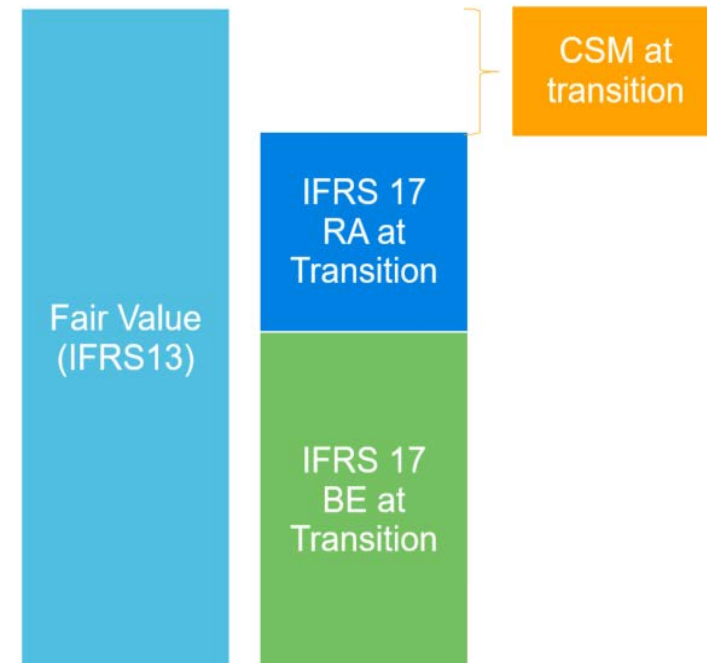 CSM at
transition
IFRS 17
RA at
Transition
Fair Value
(IFRS13)
IFRS 17
BE at
Transition